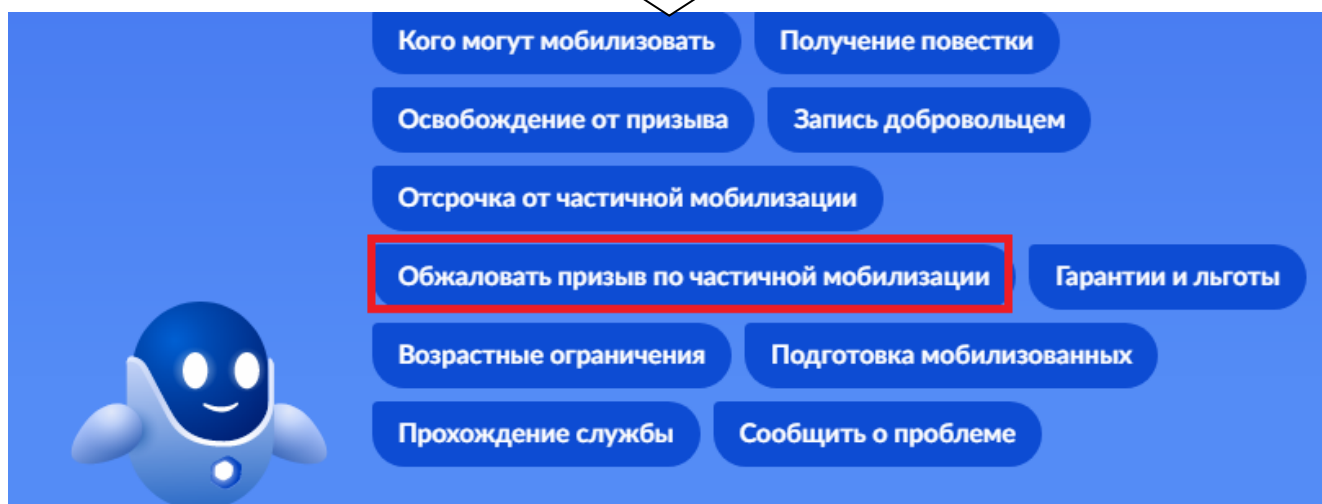 Кого могут мобилизовать
Получение повестки
Освобождение от призыва
Запись добровольцем
Отсрочка от частичной мобилизации
Обжаловать призыв по частичной мобилизации
Гарантии и льготы
Возрастные ограничения
Подготовка мобилизованных
Прохождение службы
Сообщить о проблеме